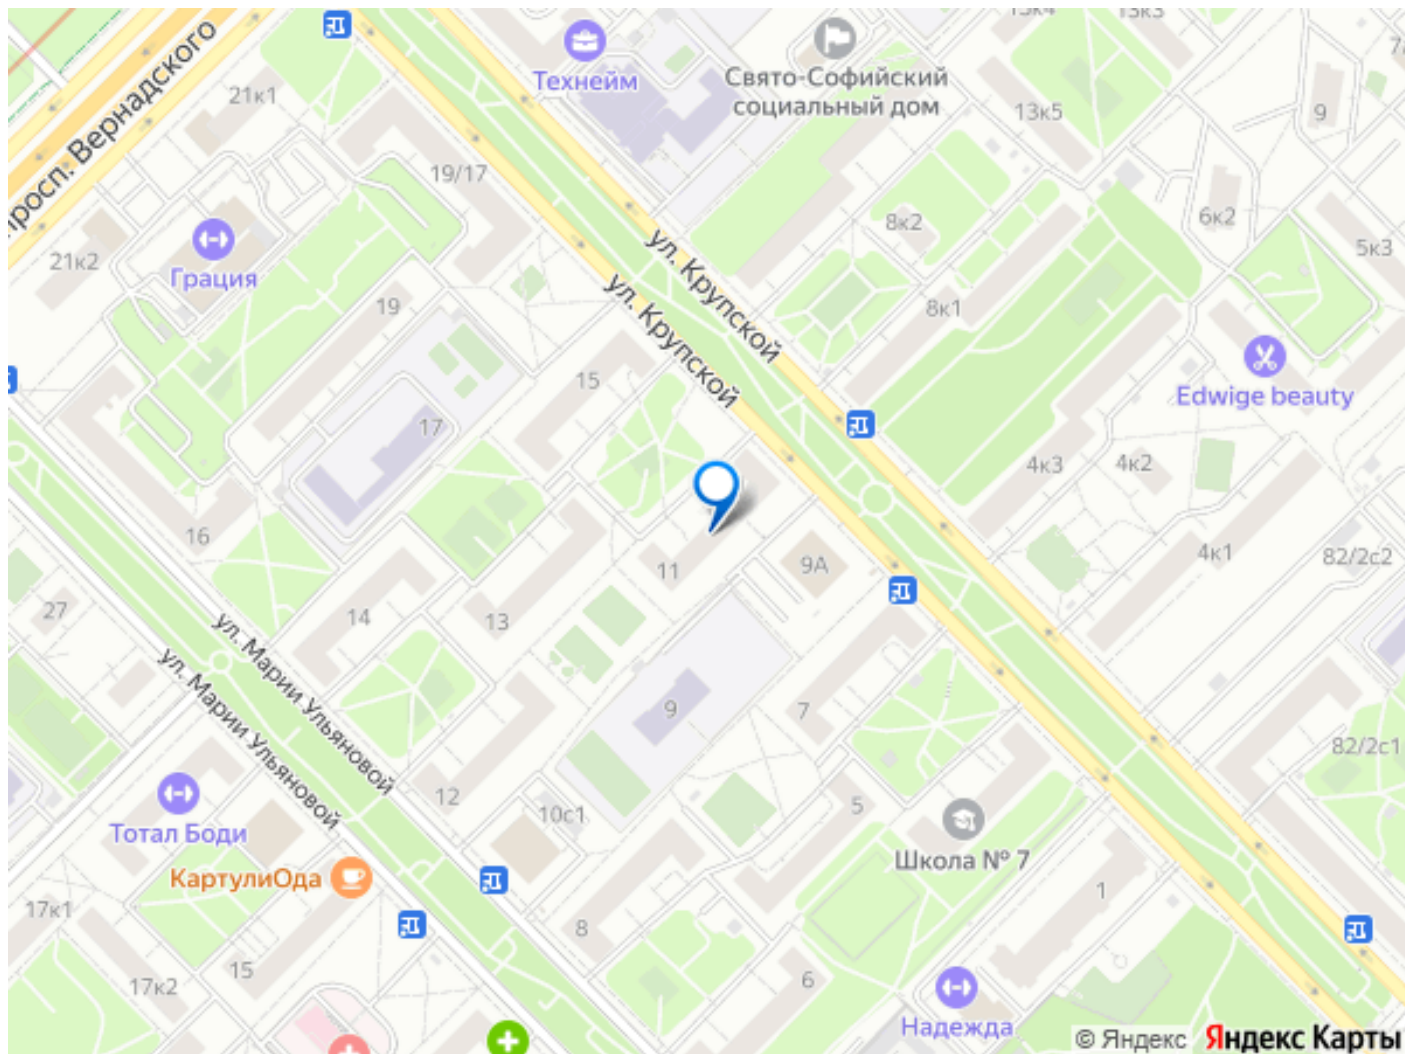 13к4
13к3
просп. Вернадского
21к1
Технейм
Свято-Софийский
социальный дом
13к5
9
19/17
21к2
Грация
8к2
6к2
5к3
ул. Крупской
ул. Крупской
19
8к1
15
Edwige beauty
17
4к3
4к2
16
4к1
82/2с2
11
9А
27
14
13
ул. Марии Ульяновой
ул. Марии Ульяновой
9
7
82/2с1
12
10с1
5
Тотал Боди
Школа № 7
КартулиОда
1
17к1
8
15
17к2
6
Надежда
© Яндекс
Яндекс Карты